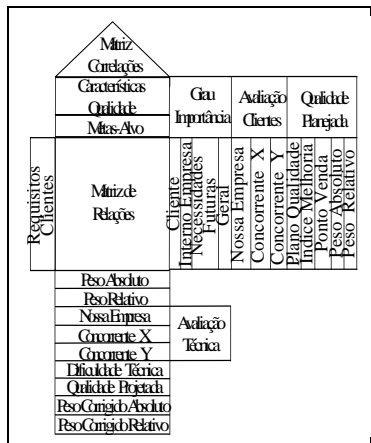 Matriz
Correlações
Características
Qualidade
Metas-Alvo
Grau
Importância
Avaliação
Clientes
Qualidade
Planejada
Requisitos
Clientes
Matriz de
Relações
Cliente
Interno Empresa
Necessidades
Futuras
Geral
Nossa Empresa
Concorrente X
Concorrente Y
Plano Qualidade
Indice Melhoria
Ponto Venda
Peso Absoluto
Peso Relativo
Peso Absoluto
Peso Relativo
Nossa Empresa
Concorrente X
Concorrente Y
Avaliação
Técnica
Dificuldade Técnica
Qualidade Projetada
Peso Corrigido Absoluto
Peso Corrigido Relativo